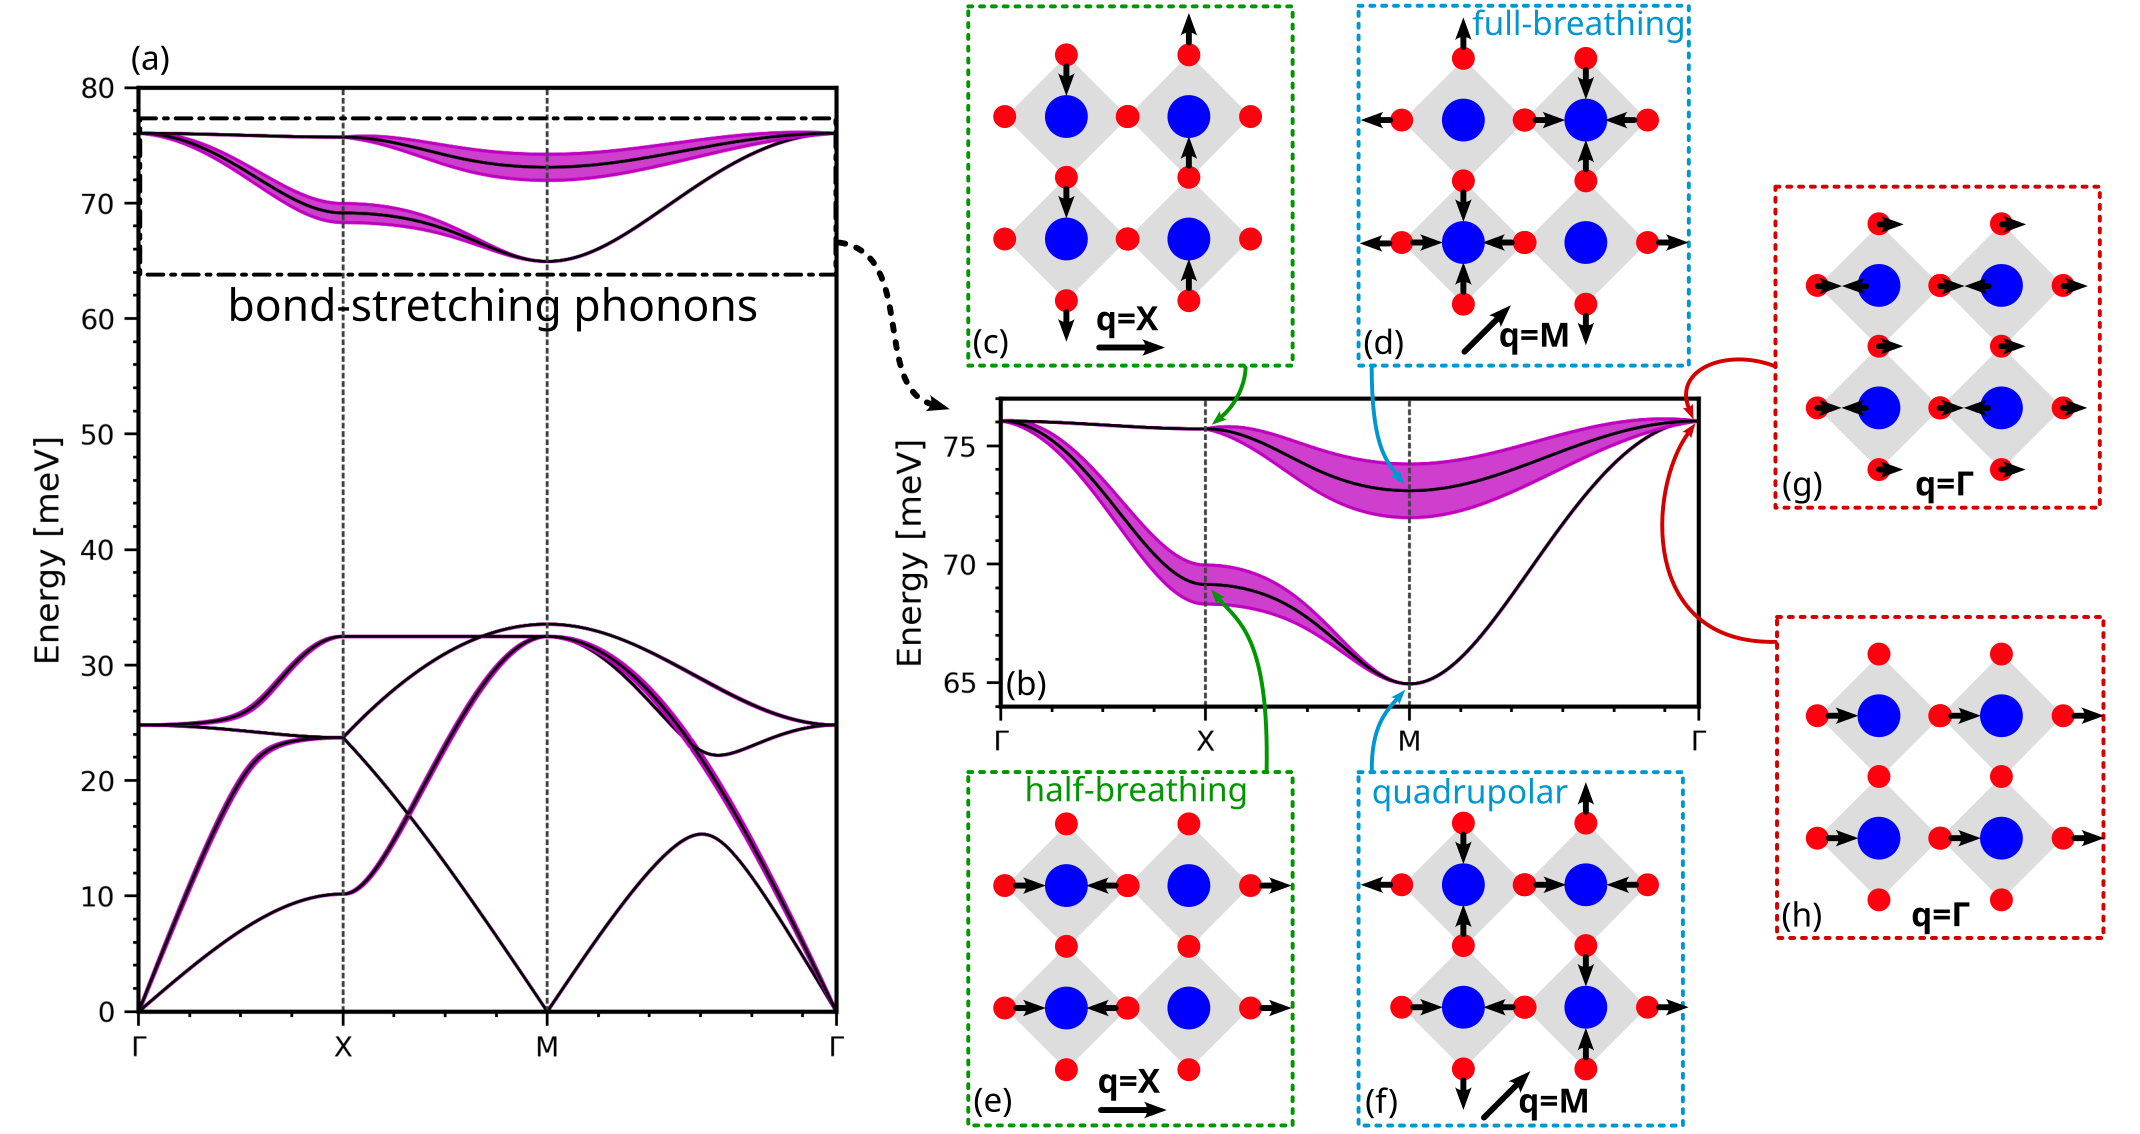 (a)
80
70
60
50
40
30
20
10
0
Energy [meV]
bond-stretching phonons
Γ X M Γ
(c)
q=X
full-breathing
(d)
q=M
(g)
q=Γ
75
70
65
Energy [meV]
(b)
Γ X M Γ
half-breathing
(e)
q=X
quadrupolar
(f)
q=M
(h)
q=Γ